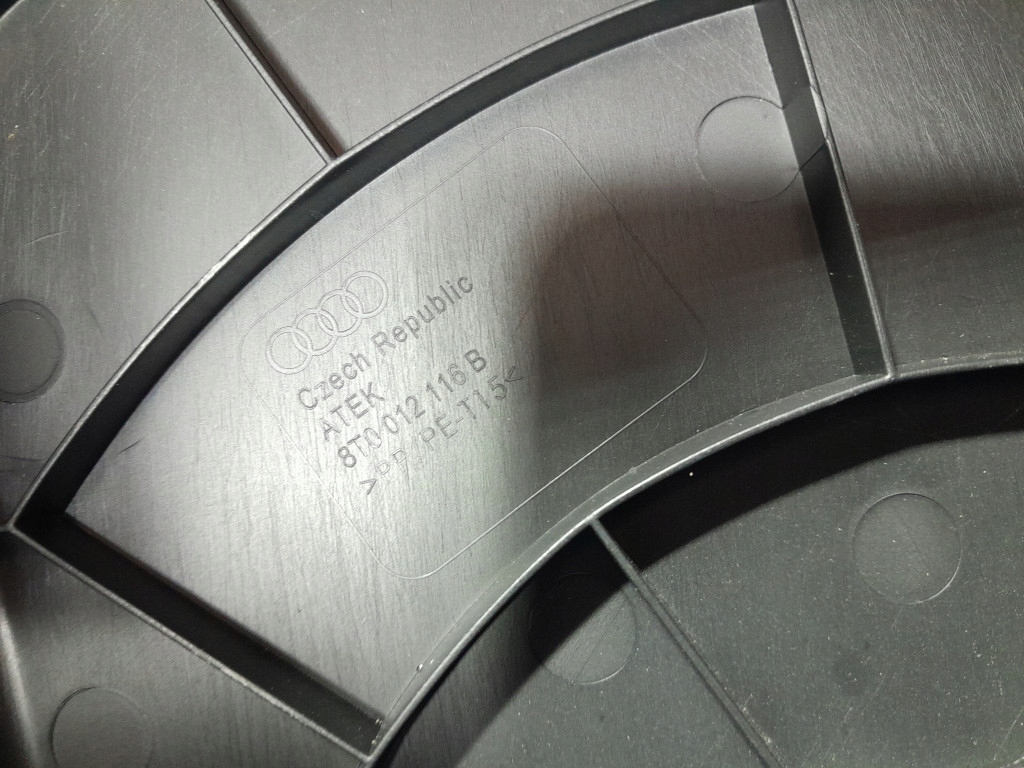 Czech Republic
ATEK
8T0 012 116 B
>PP+PE-T15<